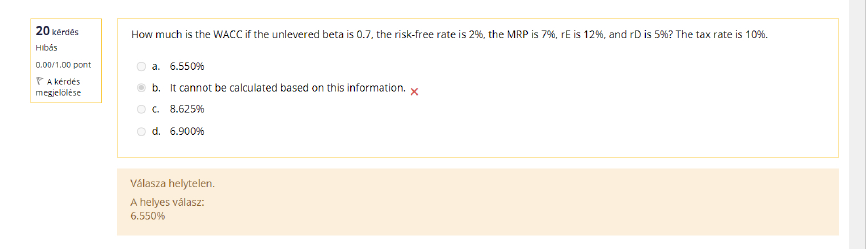 20 kérdés
Hibás
0.00/1.00 pont
A kérdés
megjelölése
How much is the WACC if the unlevered beta is 0.7, the risk-free rate is 2%, the MRP is 7%, rE is 12%, and rD is 5%? The tax rate is 10%.
a. 6.550%
b. It cannot be calculated based on this information.
c. 8.625%
d. 6.900%
Válasza helytelen.
A helyes válasz:
6.550%